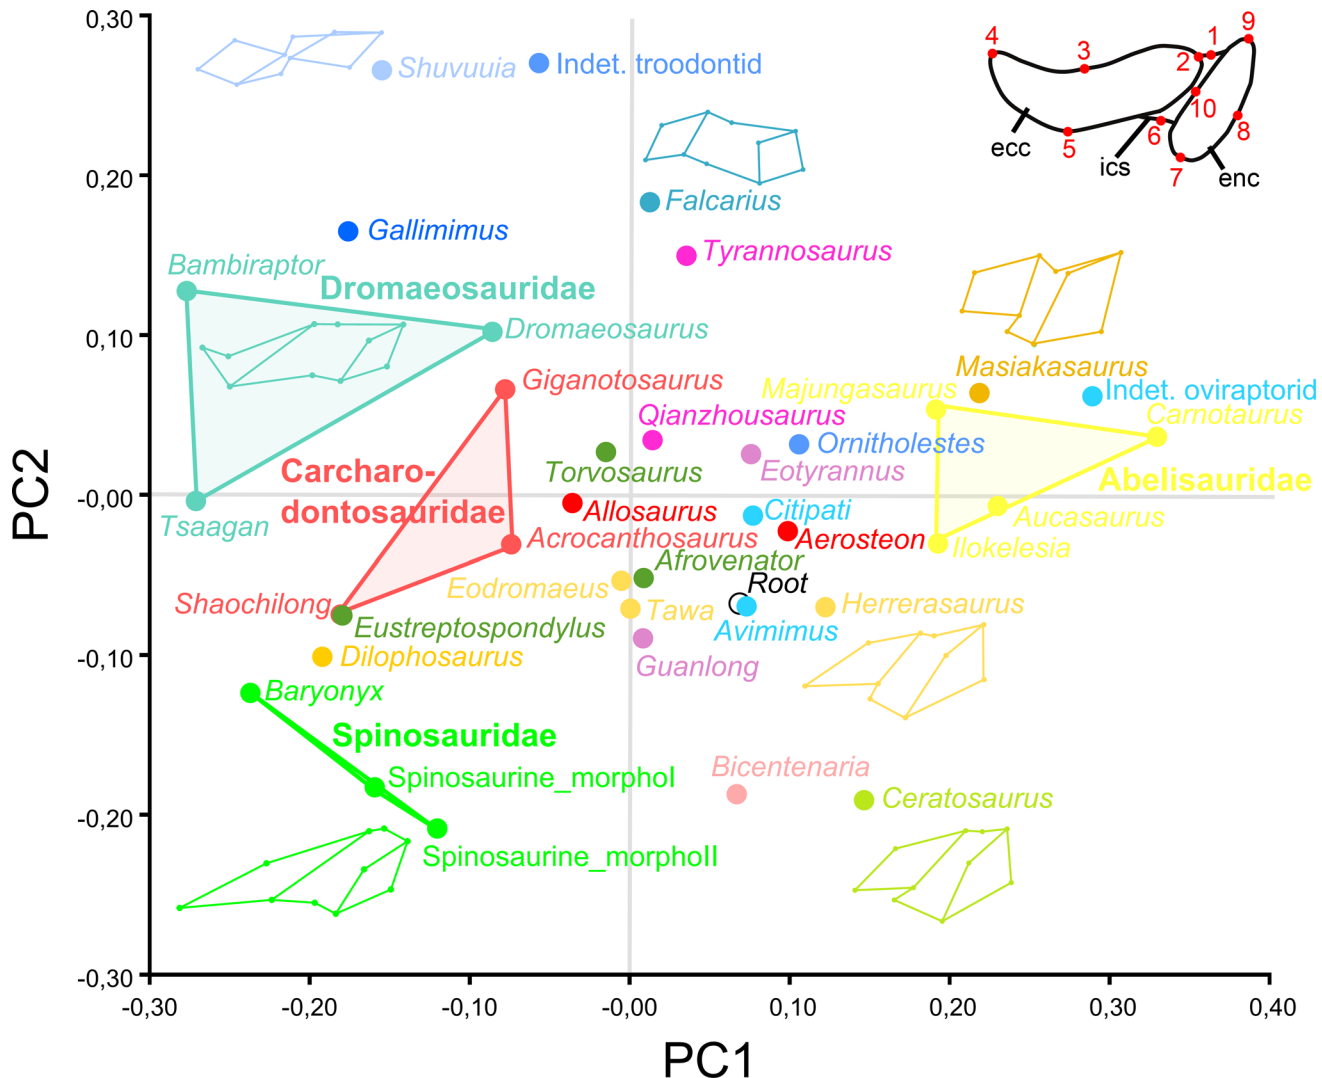 0,30
0,20
0,10
-0,00
-0,10
-0,20
-0,30
PC2
-0,30
-0,20
-0,10
-0,00
0,10
0,20
0,30
0,40
PC1
Shuvuuia
Indet. troodontid
4
3
2
1
9
10
5
6
7
8
ecc
ics
enc
Falcarius
Gallimimus
Tyrannosaurus
Bambiraptor
Dromaeosauridae
Dromaeosaurus
Masiakasaurus
Giganotosaurus
Majungasaurus
Indet. oviraptorid
Qianzhousaurus
Carnotaurus
Ornitholestes
Torvosaurus
Eotyrannus
Carcharo-
dontosauridae
Abelisauridae
Tsaagan
Allosaurus
Citipati
Aucasaurus
Acrocanthosaurus
Aerosteon
Ilokelesia
Afrovenator
Eodromaeus
Root
Shaochilong
Tawa
Herrerasaurus
Eustreptospondylus
Avimimus
Dilophosaurus
Guanlong
Baryonyx
Spinosauridae
Spinosaurine_morphoI
Bicentenaria
Ceratosaurus
Spinosaurine_morphoII